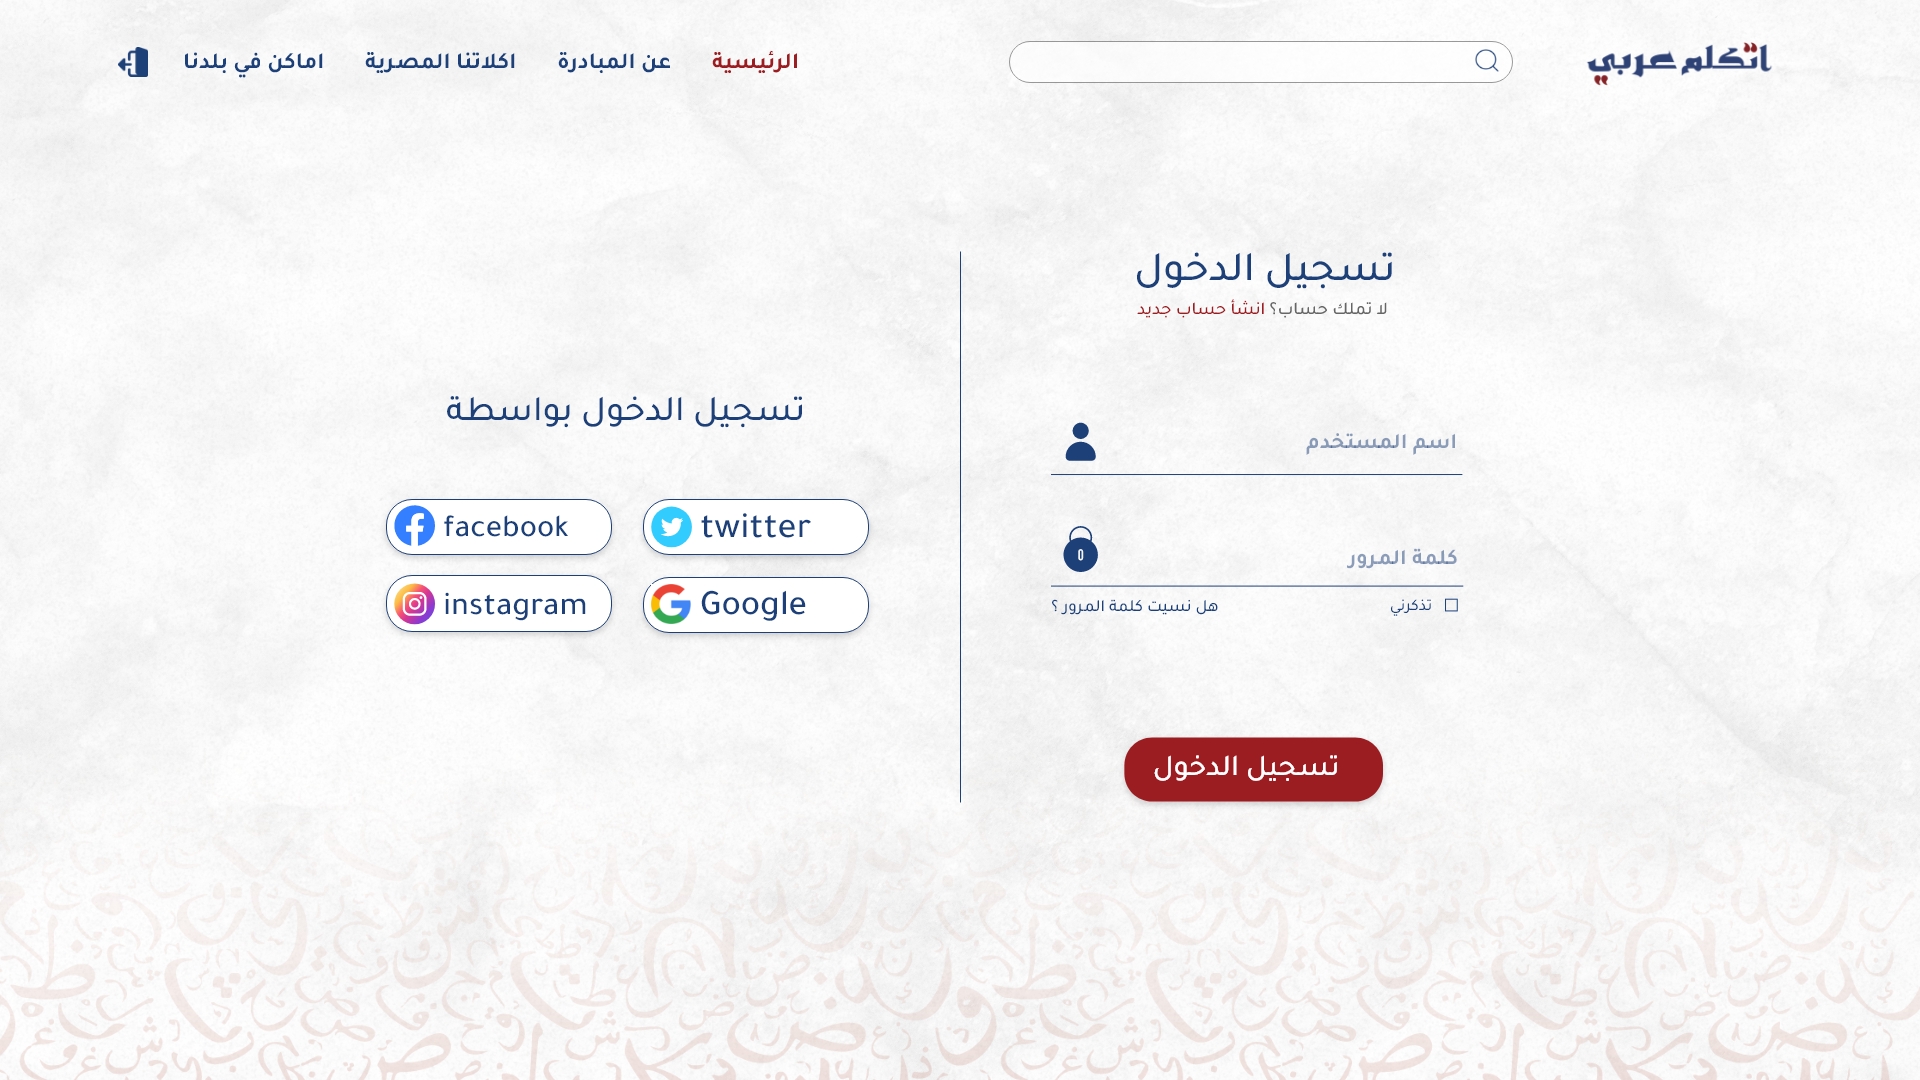 اتكلم عربي
الرئيسية
عن المبادرة
اكلاتنا المصرية
اماكن في بلدنا
تسجيل الدخول
لا تملك حساب؟ انشأ حساب جديد
اسم المستخدم
كلمة المرور
تذكرني
هل نسيت كلمة المرور ؟
تسجيل الدخول
تسجيل الدخول بواسطة
facebook
twitter
instagram
Google